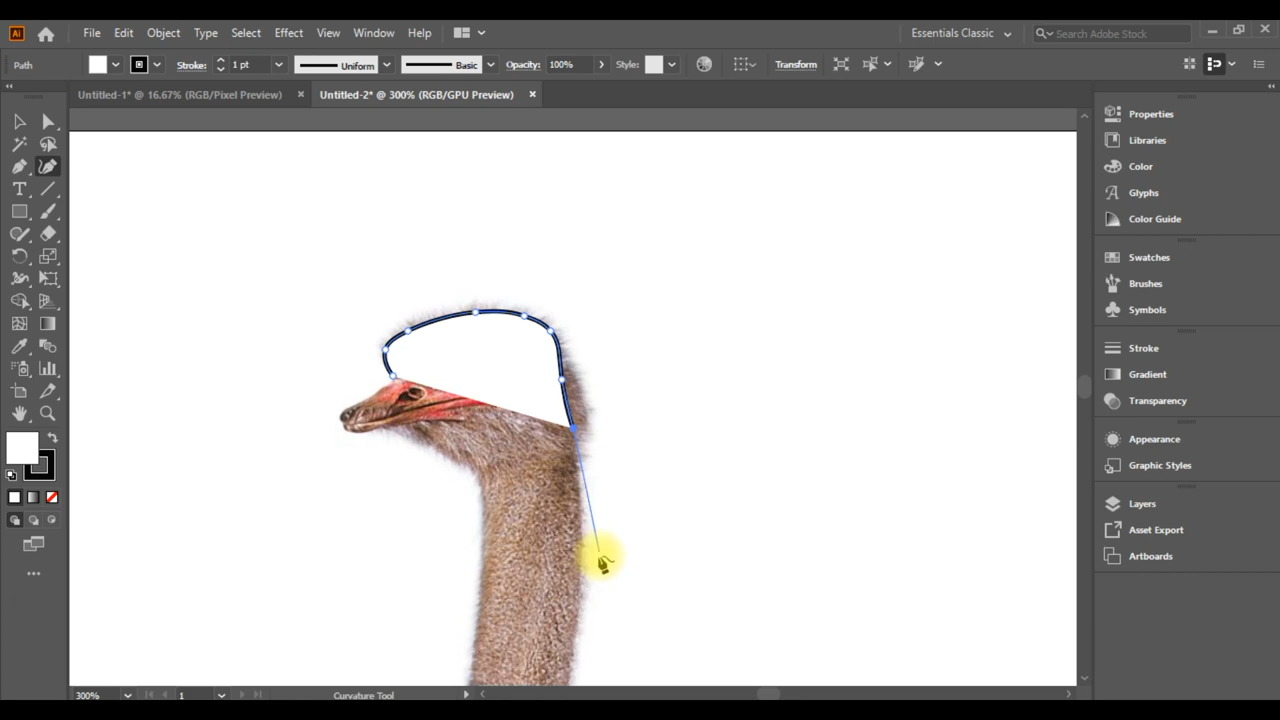 Ai File Edit Object Type Select Effect View Window Help Essentials Classic Search Adobe Stock
Path Stroke: 1 pt Uniform Basic Opacity: 100% Style: Transform
Untitled-1* @ 16.67% (RGB/Pixel Preview) Untitled-2* @ 300% (RGB/GPU Preview)
Properties
Libraries
Color
Glyphs
Color Guide
Swatches
Brushes
Symbols
Stroke
Gradient
Transparency
Appearance
Graphic Styles
Layers
Asset Export
Artboards
300% 1 Curvature Tool